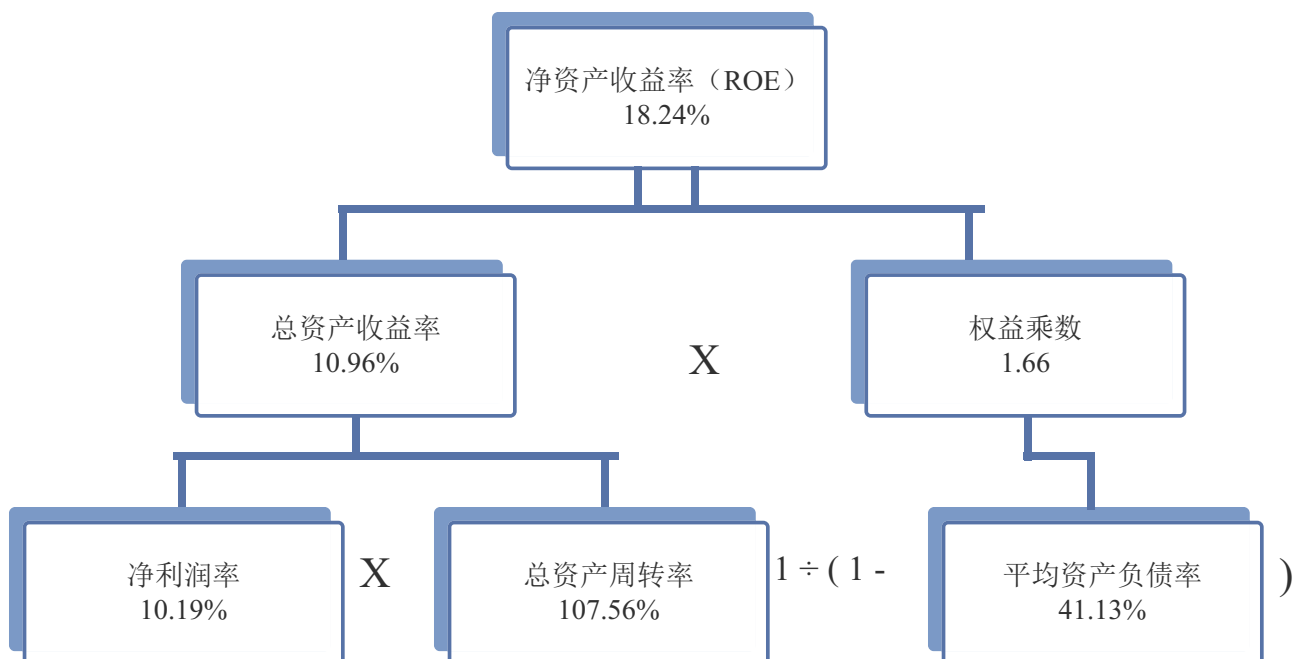 净资产收益率（ROE）
18.24%
总资产收益率
10.96%
X
权益乘数
1.66
净利润率
10.19%
X
总资产周转率
107.56%
1 ÷ ( 1 -
平均资产负债率
41.13%
)